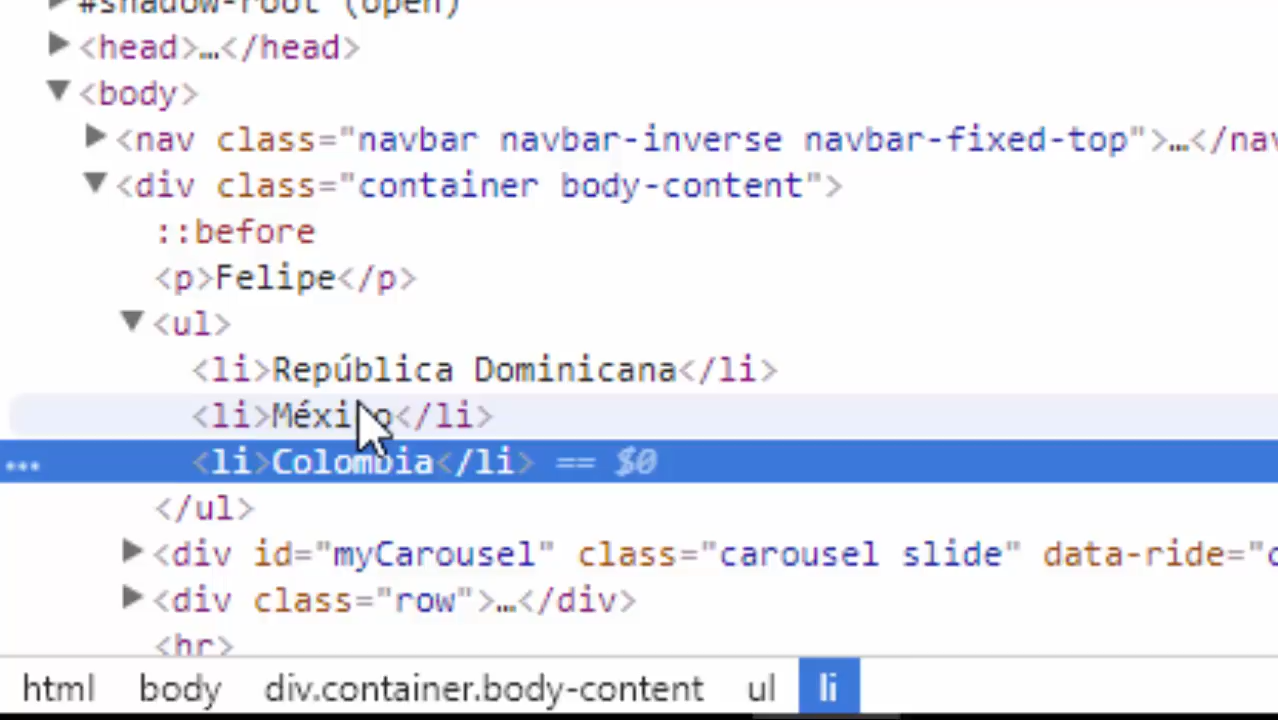 #shadow-root (open)
<head>…</head>
<body>
<nav class="navbar navbar-inverse navbar-fixed-top">…</nav
<div class="container body-content">
::before
<p>Felipe</p>
<ul>
<li>República Dominicana</li>
<li>México</li>
… <li>Colombia</li> == $0
</ul>
<div id="myCarousel" class="carousel slide" data-ride="c
<div class="row">…</div>
<hr>
html body div.container.body-content ul li